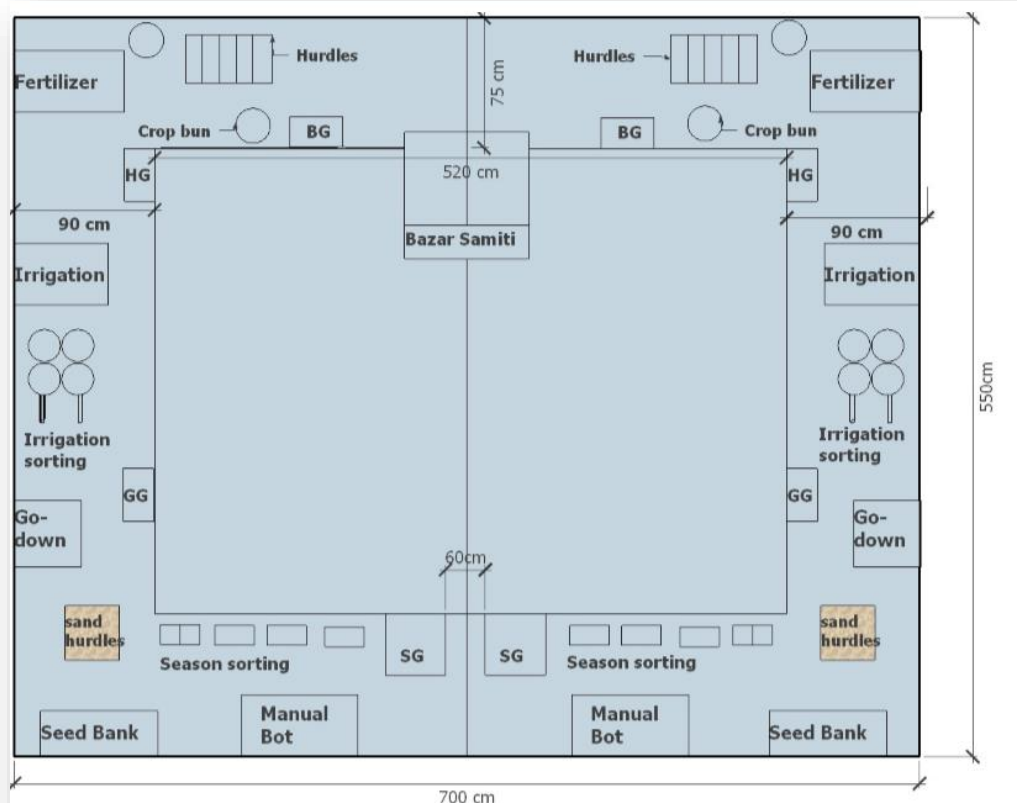 Hurdles
Hurdles
75 cm
Fertilizer
Fertilizer
Crop bun
BG
BG
Crop bun
HG
520 cm
HG
90 cm
90 cm
Bazar Samiti
Irrigation
Irrigation
550cm
Irrigation
sorting
Irrigation
sorting
GG
GG
Go-
down
Go-
down
60cm
sand
hurdles
sand
hurdles
SG
SG
Season sorting
Season sorting
Manual
Bot
Manual
Bot
Seed Bank
Seed Bank
700 cm